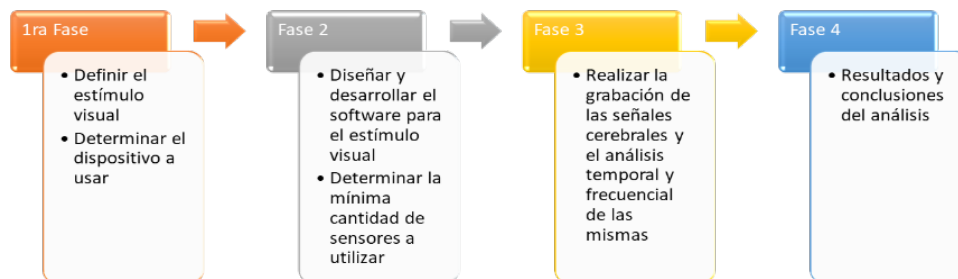 1ra Fase
• Definir el
estímulo
visual
• Determinar el
dispositivo a
usar
Fase 2
• Diseñar y
desarrollar el
software para
el estímulo
visual
• Determinar la
mínima
cantidad de
sensores a
utilizar
Fase 3
• Realizar la
grabación de
las señales
cerebrales y
el análisis
temporal y
frecuencial de
las mismas
Fase 4
• Resultados y
conclusiones
del análisis